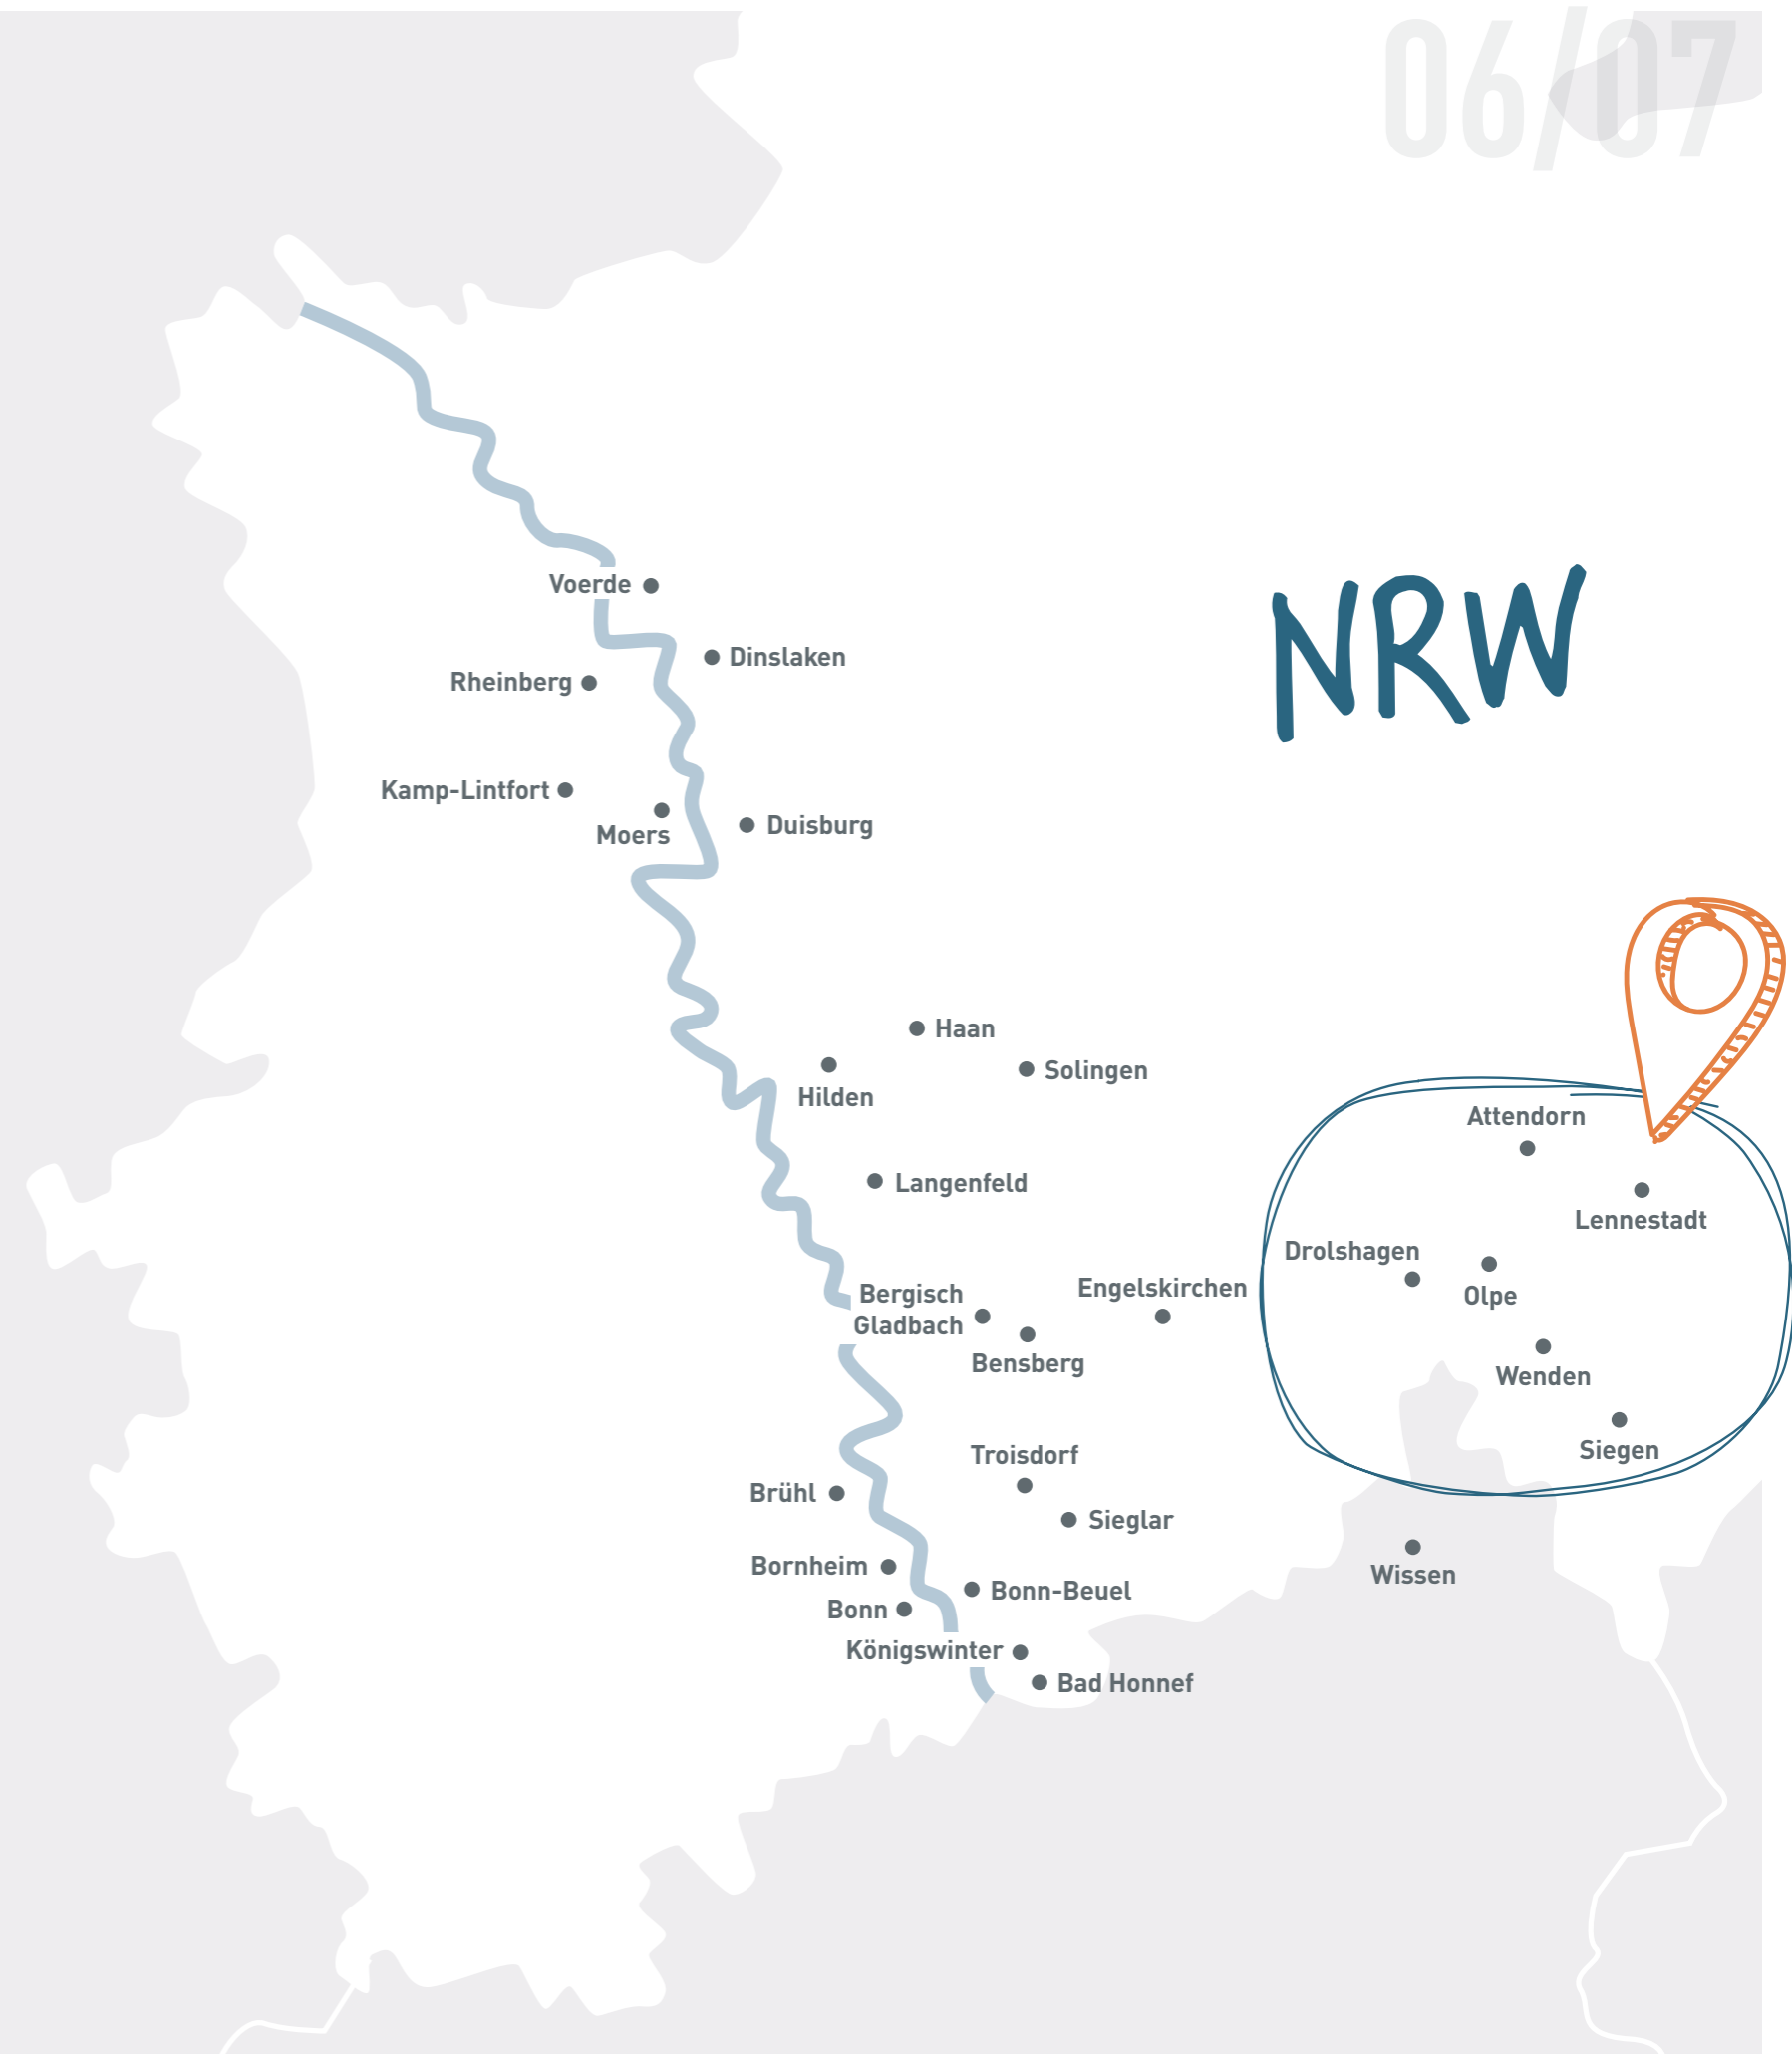 06/07
NRW
Voerde
Dinslaken
Rheinberg
Kamp-Lintfort
Moers
Duisburg
Haan
Solingen
Hilden
Langenfeld
Attendorn
Lennestadt
Drolshagen
Olpe
Wenden
Siegen
Bergisch
Gladbach
Bensberg
Engelskirchen
Troisdorf
Brühl
Sieglar
Bornheim
Bonn-Beuel
Bonn
Wissen
Königswinter
Bad Honnef